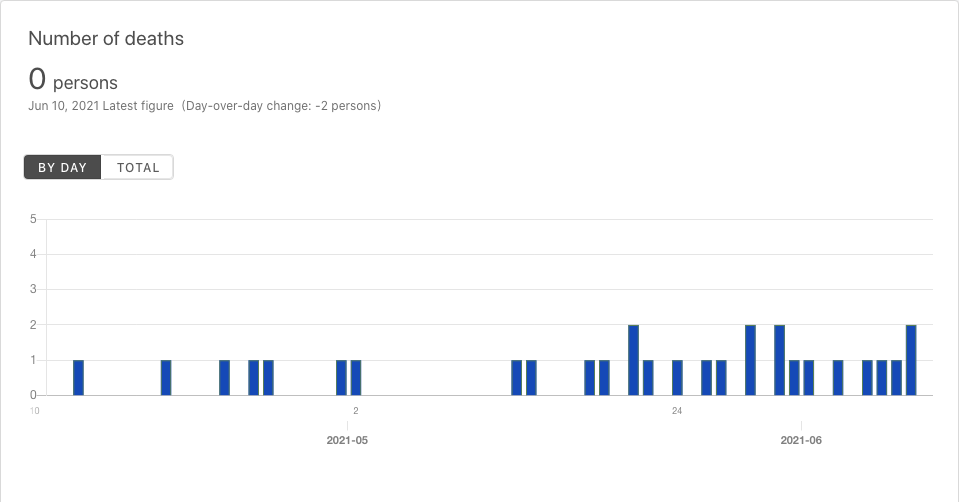 Number of deaths
0 persons
Jun 10, 2021 Latest figure (Day-over-day change: -2 persons)
BY DAY TOTAL
5
4
3
2
1
0
10 2 24
2021-05 2021-06